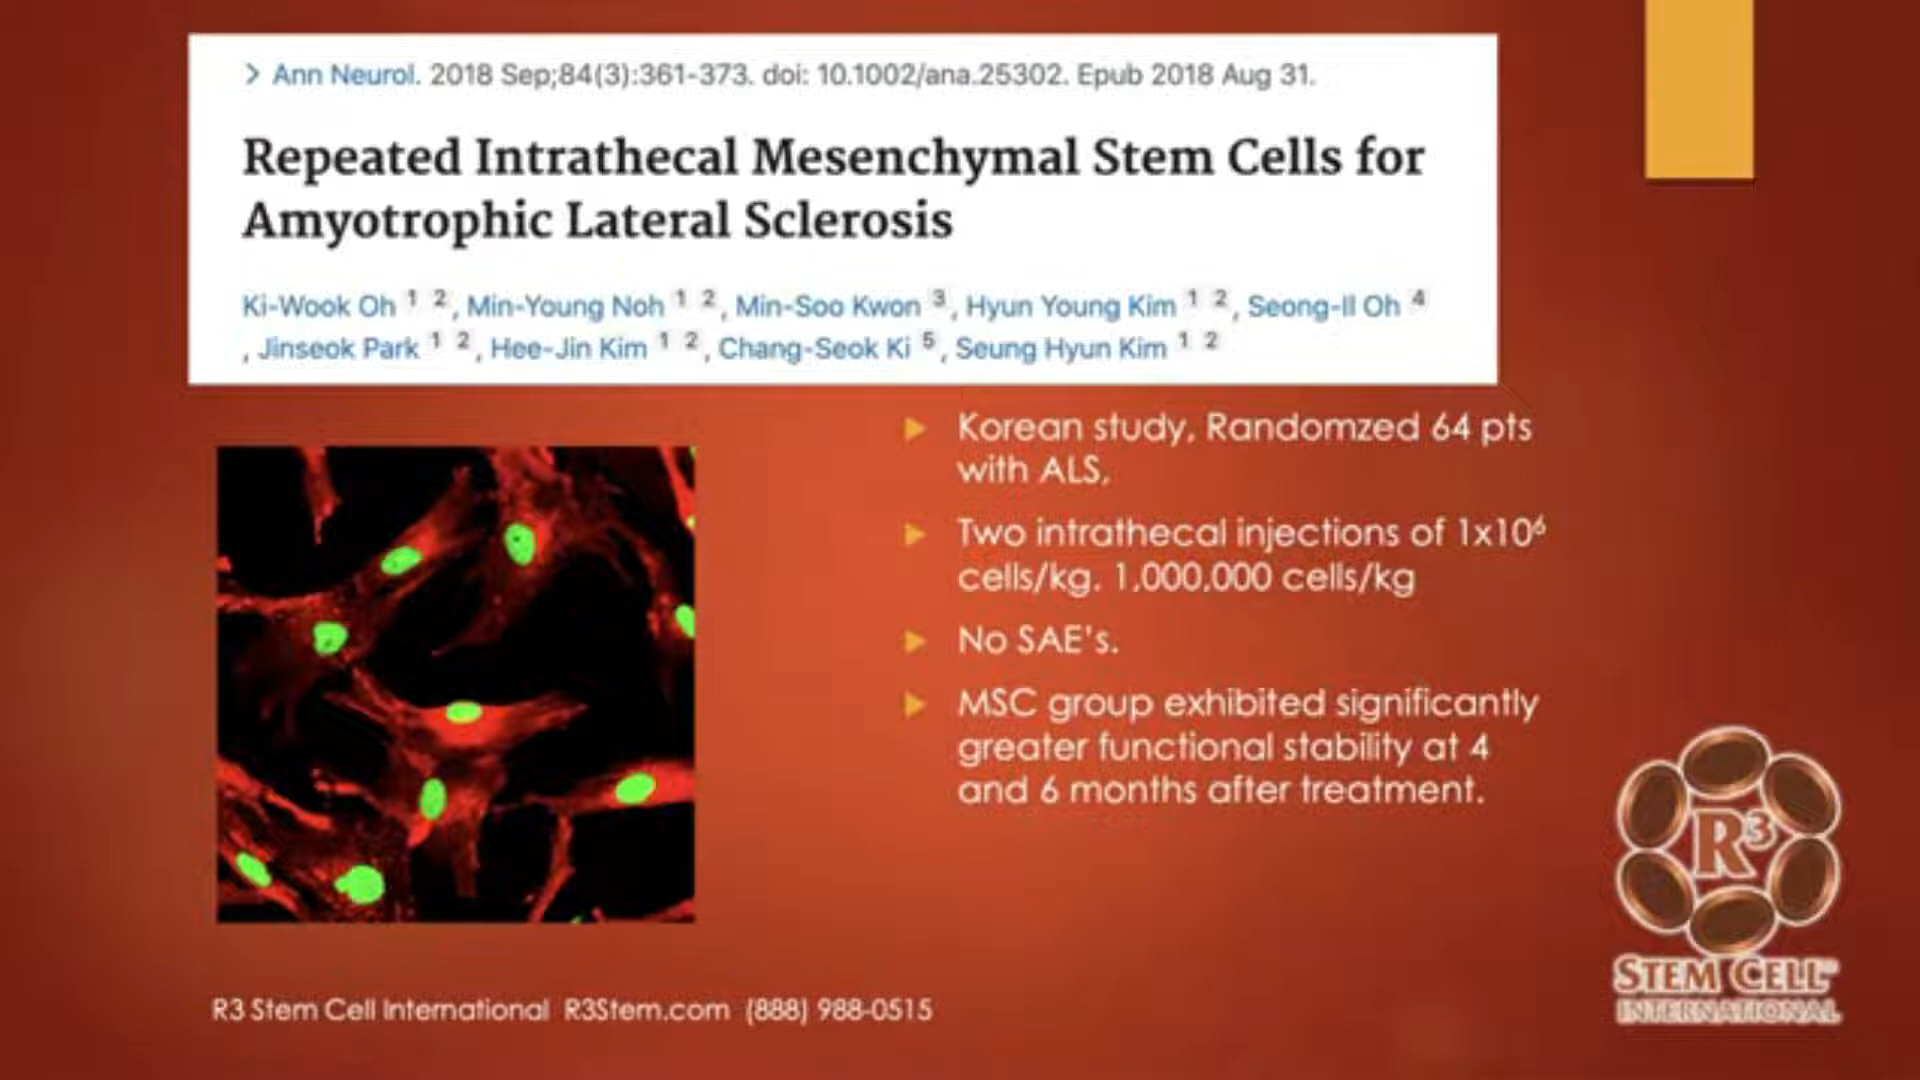 > Ann Neurol. 2018 Sep;84(3):361-373. doi: 10.1002/ana.25302. Epub 2018 Aug 31.
Repeated Intrathecal Mesenchymal Stem Cells for
Amyotrophic Lateral Sclerosis
Ki-Wook Oh 1 2, Min-Young Noh 1 2, Min-Soo Kwon 3, Hyun Young Kim 1 2, Seong-Il Oh 4
, Jinseok Park 1 2, Hee-Jin Kim 1 2, Chang-Seok Ki 5, Seung Hyun Kim 1 2
Korean study, Randomzed 64 pts
with ALS,
Two intrathecal injections of 1x10⁶
cells/kg. 1,000,000 cells/kg
No SAE's.
MSC group exhibited significantly
greater functional stability at 4
and 6 months after treatment.
R³
STEM CELL™
INTERNATIONAL
R3 Stem Cell International R3Stem.com (888) 988-0515